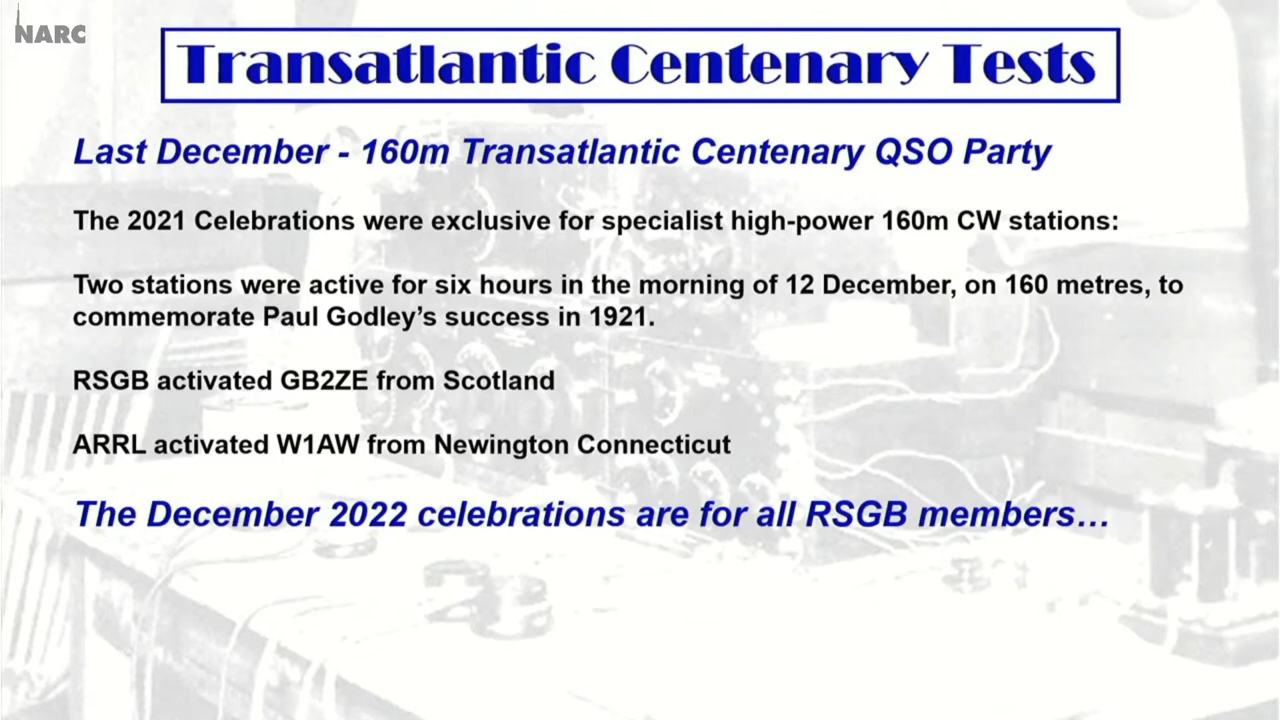 NARC
Transatlantic Centenary Tests
Last December - 160m Transatlantic Centenary QSO Party
The 2021 Celebrations were exclusive for specialist high-power 160m CW stations:
Two stations were active for six hours in the morning of 12 December, on 160 metres, to
commemorate Paul Godley’s success in 1921.
RSGB activated GB2ZE from Scotland
ARRL activated W1AW from Newington Connecticut
The December 2022 celebrations are for all RSGB members…